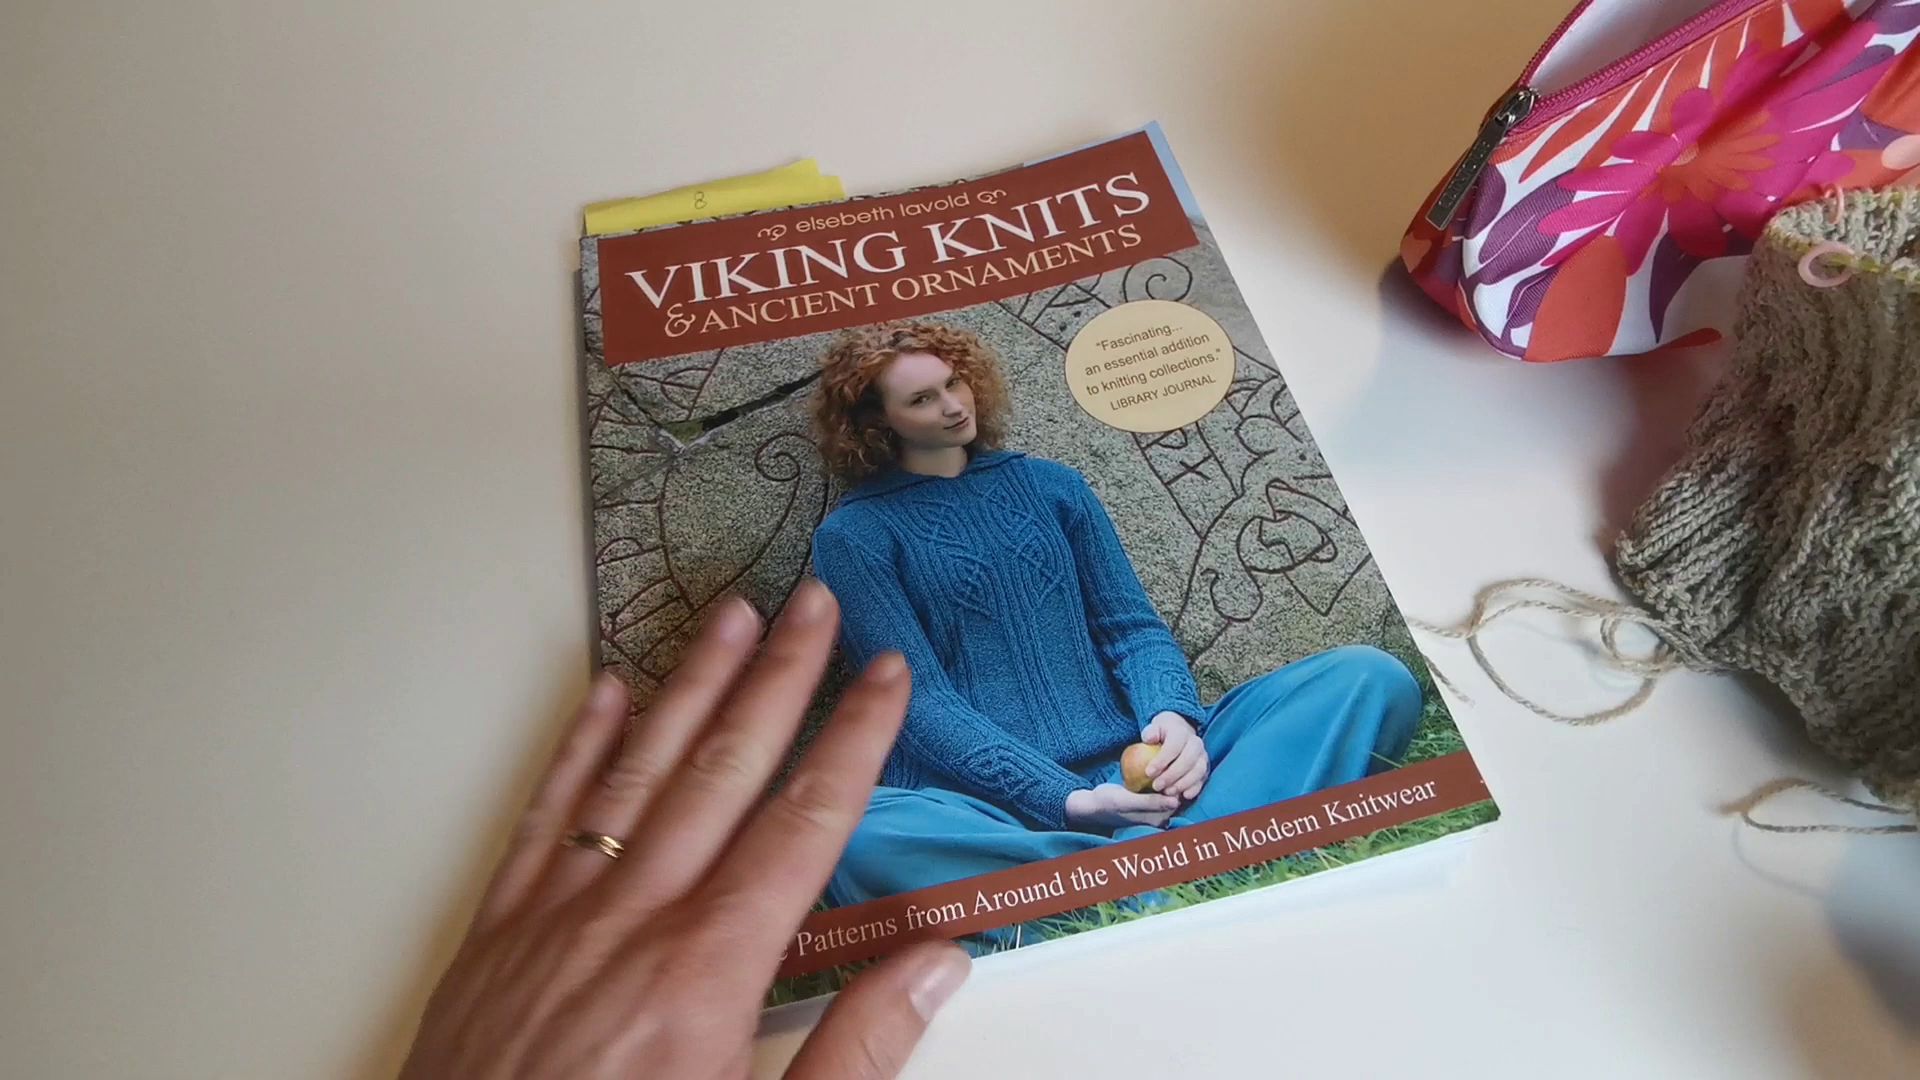 8
elsebeth lavold
VIKING KNITS
& ANCIENT ORNAMENTS
"Fascinating...
an essential addition
to knitting collections."
LIBRARY JOURNAL
Patterns from Around the World in Modern Knitwear